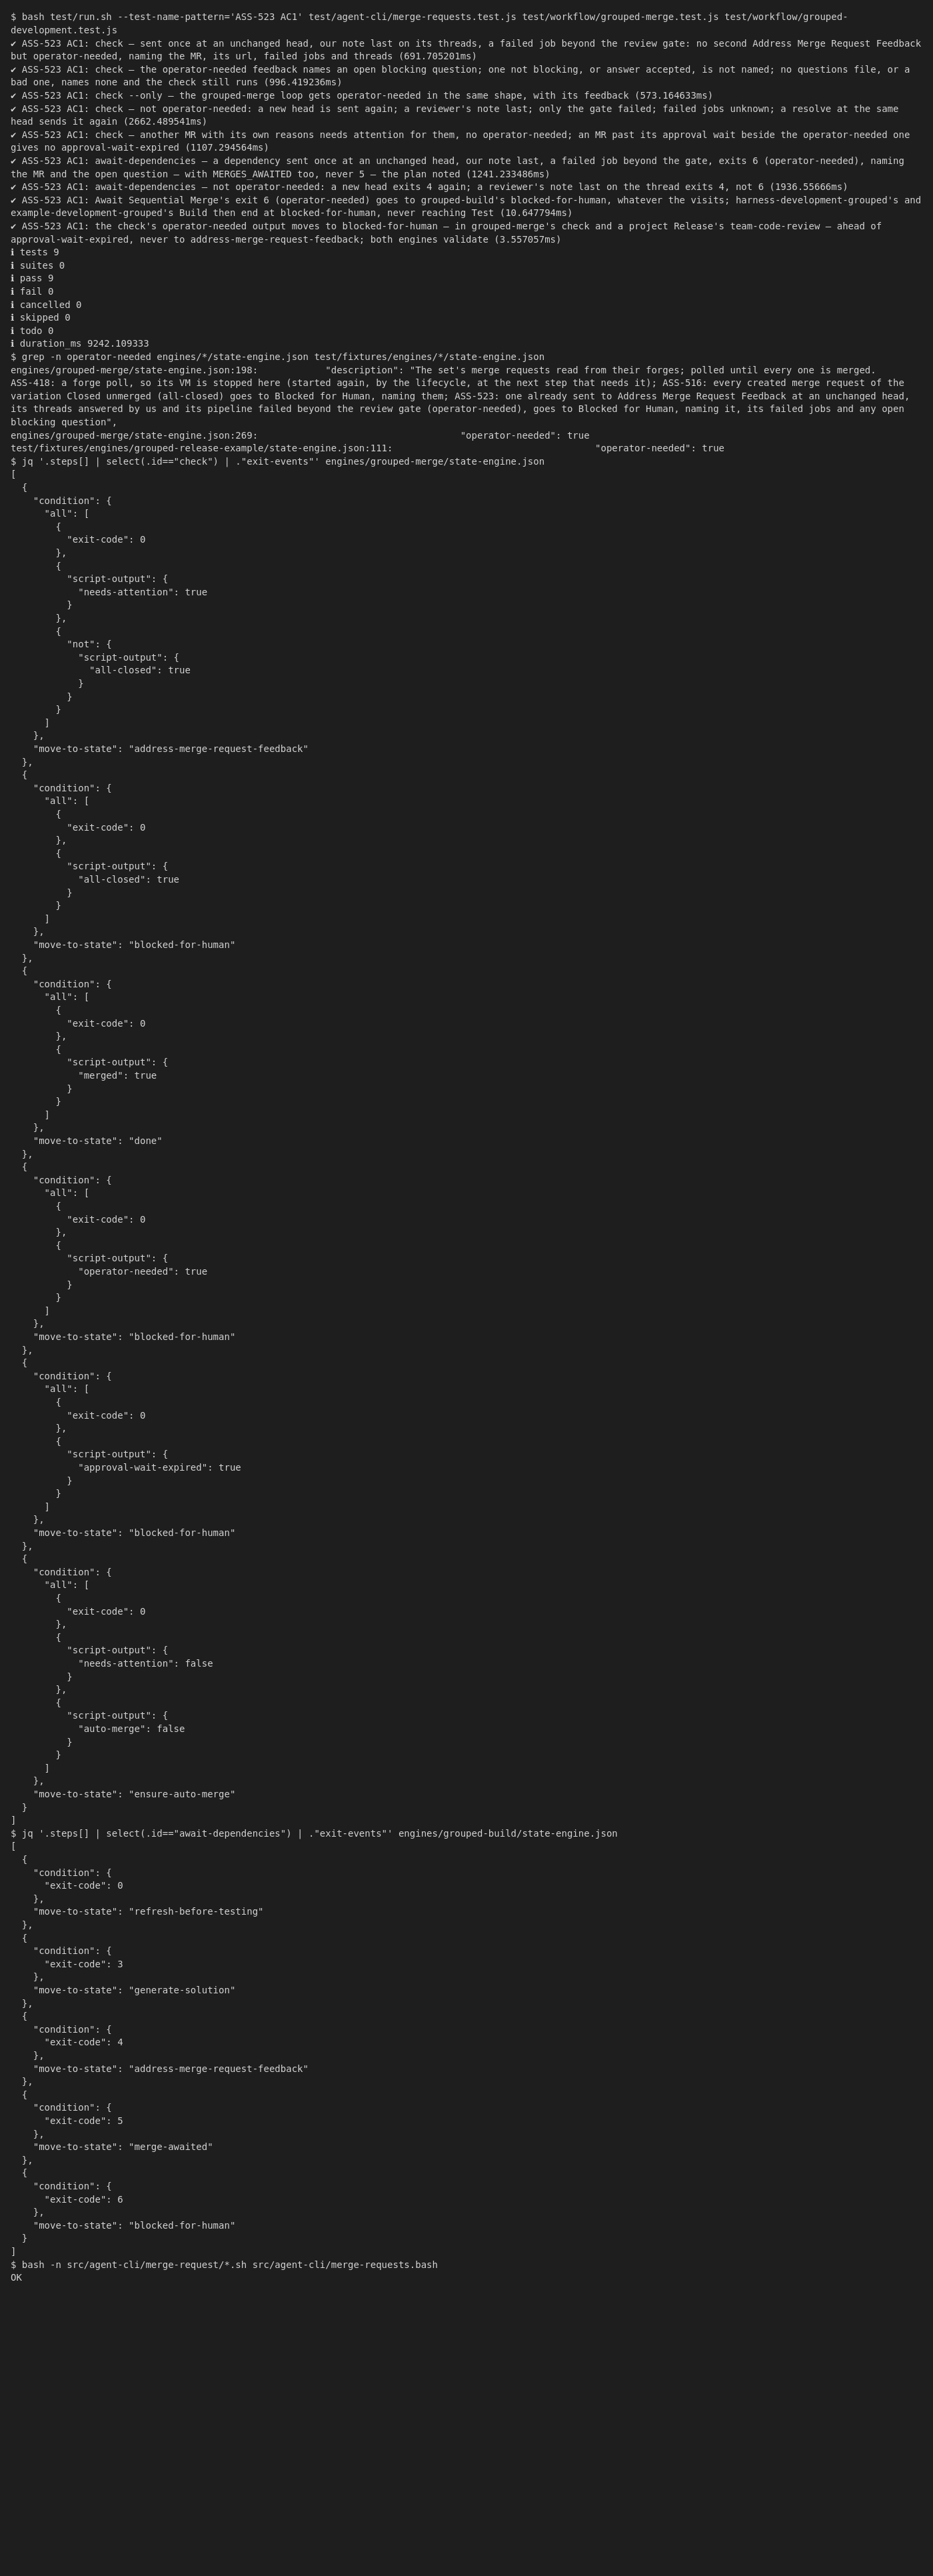 $ bash test/run.sh --test-name-pattern='ASS-523 AC1' test/agent-cli/merge-requests.test.js test/workflow/grouped-merge.test.js test/workflow/grouped-
development.test.js
✔ ASS-523 AC1: check — sent once at an unchanged head, our note last on its threads, a failed job beyond the review gate: no second Address Merge Request Feedback
but operator-needed, naming the MR, its url, failed jobs and threads (691.705201ms)
✔ ASS-523 AC1: check — the operator-needed feedback names an open blocking question; one not blocking, or answer accepted, is not named; no questions file, or a
bad one, names none and the check still runs (996.419236ms)
✔ ASS-523 AC1: check --only — the grouped-merge loop gets operator-needed in the same shape, with its feedback (573.164633ms)
✔ ASS-523 AC1: check — not operator-needed: a new head is sent again; a reviewer's note last; only the gate failed; failed jobs unknown; a resolve at the same
head sends it again (2662.489541ms)
✔ ASS-523 AC1: check — another MR with its own reasons needs attention for them, no operator-needed; an MR past its approval wait beside the operator-needed one
gives no approval-wait-expired (1107.294564ms)
✔ ASS-523 AC1: await-dependencies — a dependency sent once at an unchanged head, our note last, a failed job beyond the gate, exits 6 (operator-needed), naming
the MR and the open question — with MERGES_AWAITED too, never 5 — the plan noted (1241.233486ms)
✔ ASS-523 AC1: await-dependencies — not operator-needed: a new head exits 4 again; a reviewer's note last on the thread exits 4, not 6 (1936.55666ms)
✔ ASS-523 AC1: Await Sequential Merge's exit 6 (operator-needed) goes to grouped-build's blocked-for-human, whatever the visits; harness-development-grouped's and
example-development-grouped's Build then end at blocked-for-human, never reaching Test (10.647794ms)
✔ ASS-523 AC1: the check's operator-needed output moves to blocked-for-human — in grouped-merge's check and a project Release's team-code-review — ahead of
approval-wait-expired, never to address-merge-request-feedback; both engines validate (3.557057ms)
ℹ tests 9
ℹ suites 0
ℹ pass 9
ℹ fail 0
ℹ cancelled 0
ℹ skipped 0
ℹ todo 0
ℹ duration_ms 9242.109333
$ grep -n operator-needed engines/*/state-engine.json test/fixtures/engines/*/state-engine.json
engines/grouped-merge/state-engine.json:198:            "description": "The set's merge requests read from their forges; polled until every one is merged.
ASS-418: a forge poll, so its VM is stopped here (started again, by the lifecycle, at the next step that needs it); ASS-516: every created merge request of the
variation Closed unmerged (all-closed) goes to Blocked for Human, naming them; ASS-523: one already sent to Address Merge Request Feedback at an unchanged head,
its threads answered by us and its pipeline failed beyond the review gate (operator-needed), goes to Blocked for Human, naming it, its failed jobs and any open
blocking question",
engines/grouped-merge/state-engine.json:269:                                    "operator-needed": true
test/fixtures/engines/grouped-release-example/state-engine.json:111:                                    "operator-needed": true
$ jq '.steps[] | select(.id=="check") | ."exit-events"' engines/grouped-merge/state-engine.json
[
  {
    "condition": {
      "all": [
        {
          "exit-code": 0
        },
        {
          "script-output": {
            "needs-attention": true
          }
        },
        {
          "not": {
            "script-output": {
              "all-closed": true
            }
          }
        }
      ]
    },
    "move-to-state": "address-merge-request-feedback"
  },
  {
    "condition": {
      "all": [
        {
          "exit-code": 0
        },
        {
          "script-output": {
            "all-closed": true
          }
        }
      ]
    },
    "move-to-state": "blocked-for-human"
  },
  {
    "condition": {
      "all": [
        {
          "exit-code": 0
        },
        {
          "script-output": {
            "merged": true
          }
        }
      ]
    },
    "move-to-state": "done"
  },
  {
    "condition": {
      "all": [
        {
          "exit-code": 0
        },
        {
          "script-output": {
            "operator-needed": true
          }
        }
      ]
    },
    "move-to-state": "blocked-for-human"
  },
  {
    "condition": {
      "all": [
        {
          "exit-code": 0
        },
        {
          "script-output": {
            "approval-wait-expired": true
          }
        }
      ]
    },
    "move-to-state": "blocked-for-human"
  },
  {
    "condition": {
      "all": [
        {
          "exit-code": 0
        },
        {
          "script-output": {
            "needs-attention": false
          }
        },
        {
          "script-output": {
            "auto-merge": false
          }
        }
      ]
    },
    "move-to-state": "ensure-auto-merge"
  }
]
$ jq '.steps[] | select(.id=="await-dependencies") | ."exit-events"' engines/grouped-build/state-engine.json
[
  {
    "condition": {
      "exit-code": 0
    },
    "move-to-state": "refresh-before-testing"
  },
  {
    "condition": {
      "exit-code": 3
    },
    "move-to-state": "generate-solution"
  },
  {
    "condition": {
      "exit-code": 4
    },
    "move-to-state": "address-merge-request-feedback"
  },
  {
    "condition": {
      "exit-code": 5
    },
    "move-to-state": "merge-awaited"
  },
  {
    "condition": {
      "exit-code": 6
    },
    "move-to-state": "blocked-for-human"
  }
]
$ bash -n src/agent-cli/merge-request/*.sh src/agent-cli/merge-requests.bash
OK